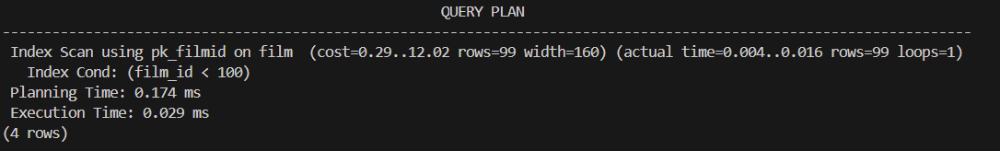 QUERY PLAN
-----------------------------------------------------------------------------------------------------------------
Index Scan using pk_filmid on film  (cost=0.29..12.02 rows=99 width=160) (actual time=0.004..0.016 rows=99 loops=1)
Index Cond: (film_id < 100)
Planning Time: 0.174 ms
Execution Time: 0.029 ms
(4 rows)